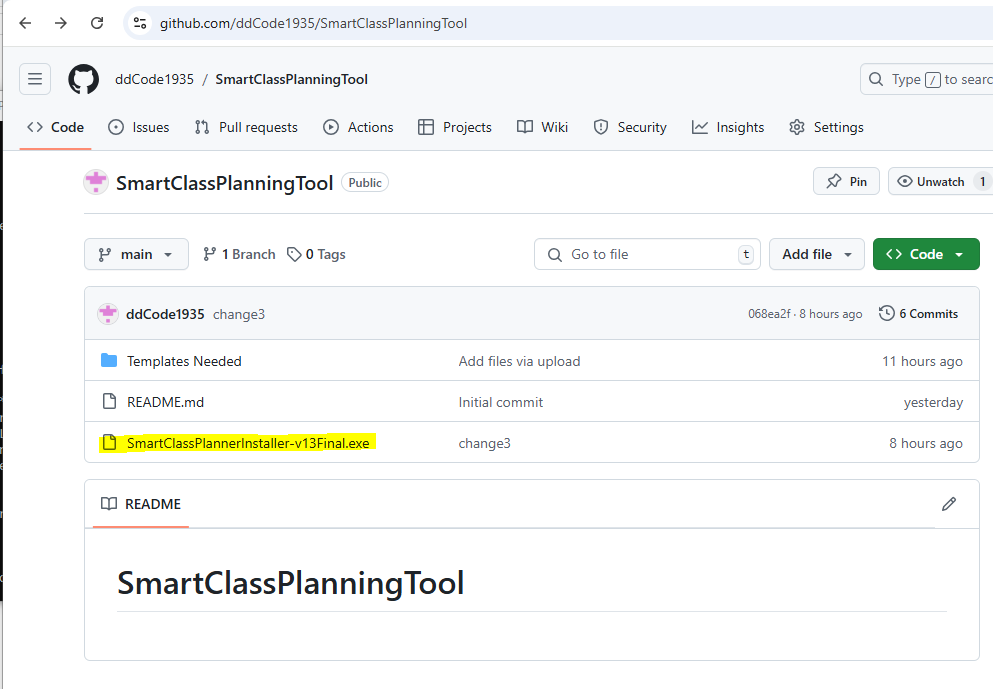 github.com/ddCode1935/SmartClassPlanningTool
ddCode1935 / SmartClassPlanningTool
Type / to searc
Code Issues Pull requests Actions Projects Wiki Security Insights Settings
SmartClassPlanningTool Public Pin Unwatch 1
main 1 Branch 0 Tags Go to file t Add file Code
ddCode1935 change3 068ea2f · 8 hours ago 6 Commits
Templates Needed Add files via upload 11 hours ago
README.md Initial commit yesterday
SmartClassPlannerInstaller-v13Final.exe change3 8 hours ago
README
SmartClassPlanningTool